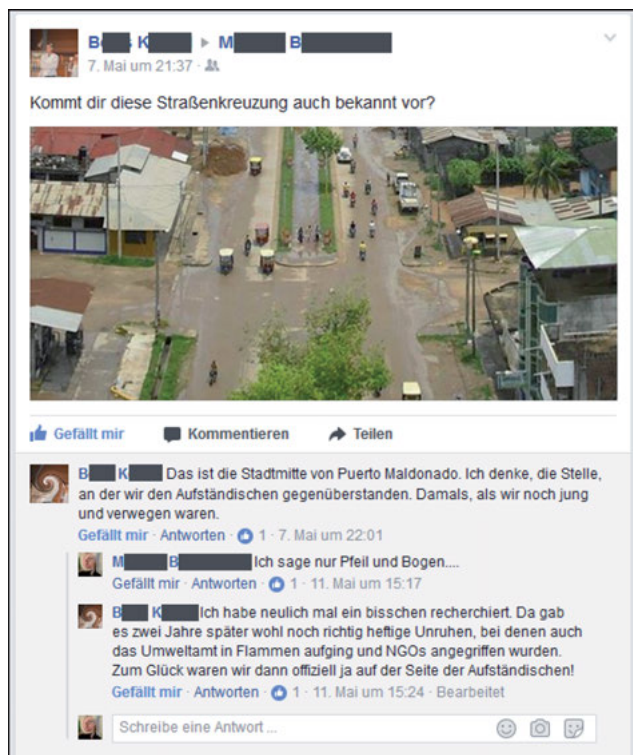 B K ▸ M B
7. Mai um 21:37 ·
Kommt dir diese Straßenkreuzung auch bekannt vor?
Gefällt mir Kommentieren Teilen
B K Das ist die Stadtmitte von Puerto Maldonado. Ich denke, die Stelle,
an der wir den Aufständischen gegenüberstanden. Damals, als wir noch jung
und verwegen waren.
Gefällt mir · Antworten · 1 · 7. Mai um 22:01
M B Ich sage nur Pfeil und Bogen....
Gefällt mir · Antworten · 1 · 11. Mai um 15:17
B K Ich habe neulich mal ein bisschen recherchiert. Da gab
es zwei Jahre später wohl noch richtig heftige Unruhen, bei denen auch
das Umweltamt in Flammen aufging und NGOs angegriffen wurden.
Zum Glück waren wir dann offiziell ja auf der Seite der Aufständischen!
Gefällt mir · Antworten · 1 · 11. Mai um 15:24 · Bearbeitet
Schreibe eine Antwort ...